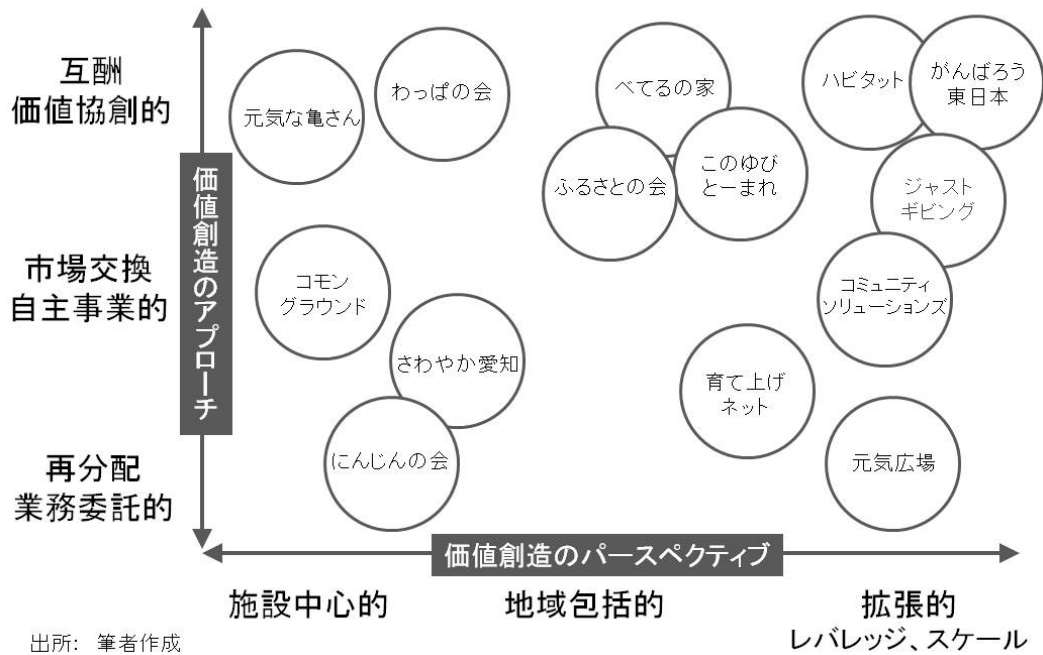 互酬
価値協創的
市場交換
自主事業的
再分配
業務委託的
価値創造のアプローチ
元気な亀さん
わっぱの会
べてるの家
ハビタット
がんばろう
東日本
ふるさとの会
このゆび
とーまれ
ジャスト
ギビング
コモン
グラウンド
コミュニティ
ソリューションズ
さわやか愛知
育て上げ
ネット
にんじんの会
元気広場
価値創造のパースペクティブ
施設中心的
地域包括的
拡張的
レバレッジ、スケール
出所: 筆者作成